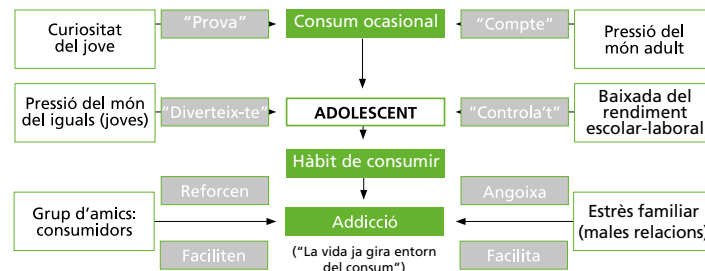 Curiositat
del jove
"Prova"
Consum ocasional
"Compte"
Pressió del
món adult
Pressió del món
del iguals (joves)
"Diverteix-te"
ADOLESCENT
"Controla't"
Baixada del
rendiment
escolar-laboral
Hàbit de consumir
Reforcen
Angoixa
Grup d'amics:
consumidors
Addicció
Estrès familiar
(males relacions)
Faciliten
("La vida ja gira entorn
del consum")
Facilita